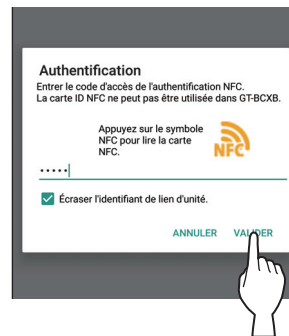 Authentification
Entrer le code d'accès de l'authentification NFC.
La carte ID NFC ne peut pas être utilisée dans GT-BCXB.
Appuyez sur le symbole
NFC pour lire la carte
NFC.
NFC
•••••
Écraser l'identifiant de lien d'unité.
ANNULER VALIDER